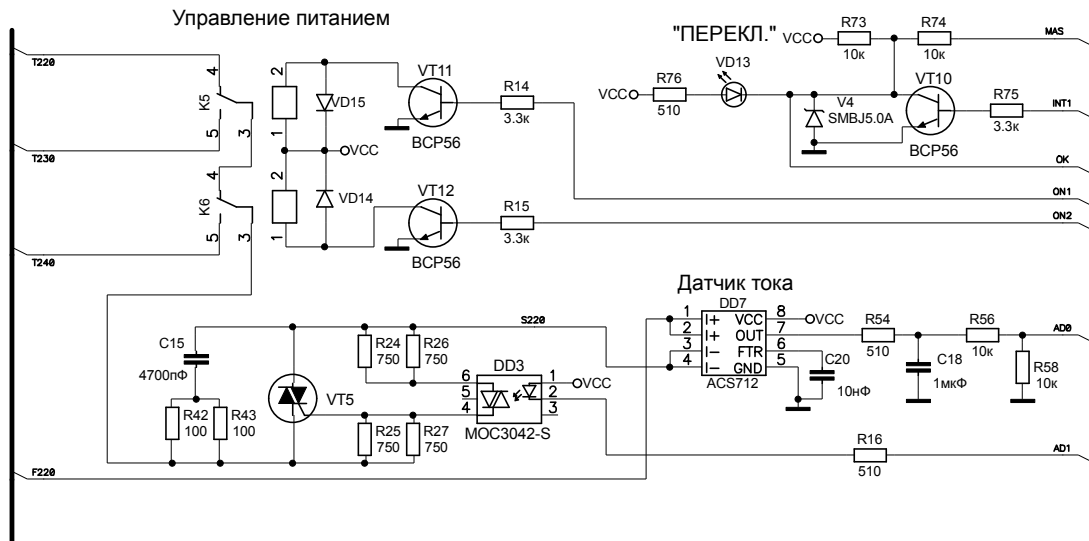 Управление питанием
"ПЕРЕКЛ."
T220
4
K5
5
3
T230
4
K6
5
3
T240
2
1
2
1
VD15
VCC
VD14
VT11
BCP56
R14
3.3к
VT12
BCP56
R15
3.3к
VCC
R76
510
VD13
VCC
R73
10к
R74
10к
MAS
V4
SMBJ5.0A
VT10
BCP56
R75
3.3к
INT1
OK
ON1
ON2
Датчик тока
DD7
1
2
3
4
I+
I+
I-
I-
VCC
OUT
FTR
GND
8
7
6
5
ACS712
VCC
R54
510
R56
10к
AD0
C20
10нФ
C18
1мкФ
R58
10к
S220
C15
4700пФ
R42
100
R43
100
VT5
R24
750
R26
750
R25
750
R27
750
DD3
6
5
4
1
2
3
VCC
MOC3042-S
R16
510
AD1
F220